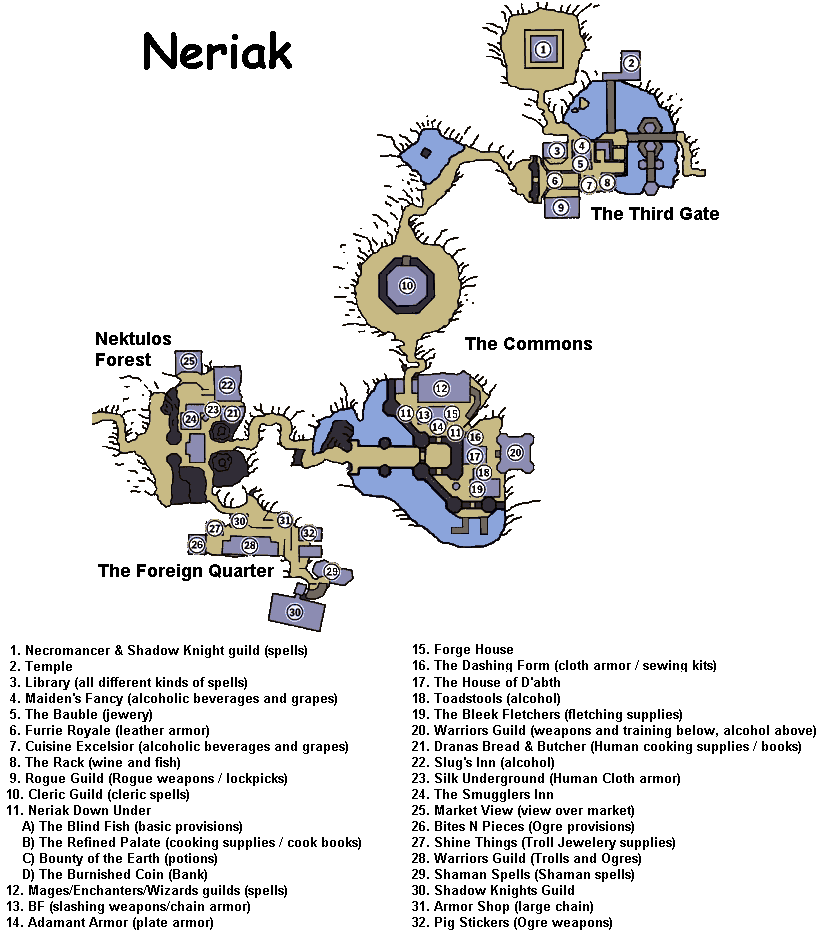 Neriak
1
2
3
4
5
6
7
8
9
The Third Gate
10
Nektulos
Forest
The Commons
25
22
23
21
24
12
11
13
15
14
11
16
17
20
18
19
27
30
31
32
26
28
The Foreign Quarter
29
30
1. Necromancer & Shadow Knight guild (spells)
2. Temple
3. Library (all different kinds of spells)
4. Maiden's Fancy (alcoholic beverages and grapes)
5. The Bauble (jewery)
6. Furrie Royale (leather armor)
7. Cuisine Excelsior (alcoholic beverages and grapes)
8. The Rack (wine and fish)
9. Rogue Guild (Rogue weapons / lockpicks)
10. Cleric Guild (cleric spells)
11. Neriak Down Under
A) The Blind Fish (basic provisions)
B) The Refined Palate (cooking supplies / cook books)
C) Bounty of the Earth (potions)
D) The Burnished Coin (Bank)
12. Mages/Enchanters/Wizards guilds (spells)
13. BF (slashing weapons/chain armor)
14. Adamant Armor (plate armor)
15. Forge House
16. The Dashing Form (cloth armor / sewing kits)
17. The House of D'abth
18. Toadstools (alcohol)
19. The Bleek Fletchers (fletching supplies)
20. Warriors Guild (weapons and training below, alcohol above)
21. Dranas Bread & Butcher (Human cooking supplies / books)
22. Slug's Inn (alcohol)
23. Silk Underground (Human Cloth armor)
24. The Smugglers Inn
25. Market View (view over market)
26. Bites N Pieces (Ogre provisions)
27. Shine Things (Troll Jewelery supplies)
28. Warriors Guild (Trolls and Ogres)
29. Shaman Spells (Shaman spells)
30. Shadow Knights Guild
31. Armor Shop (large chain)
32. Pig Stickers (Ogre weapons)